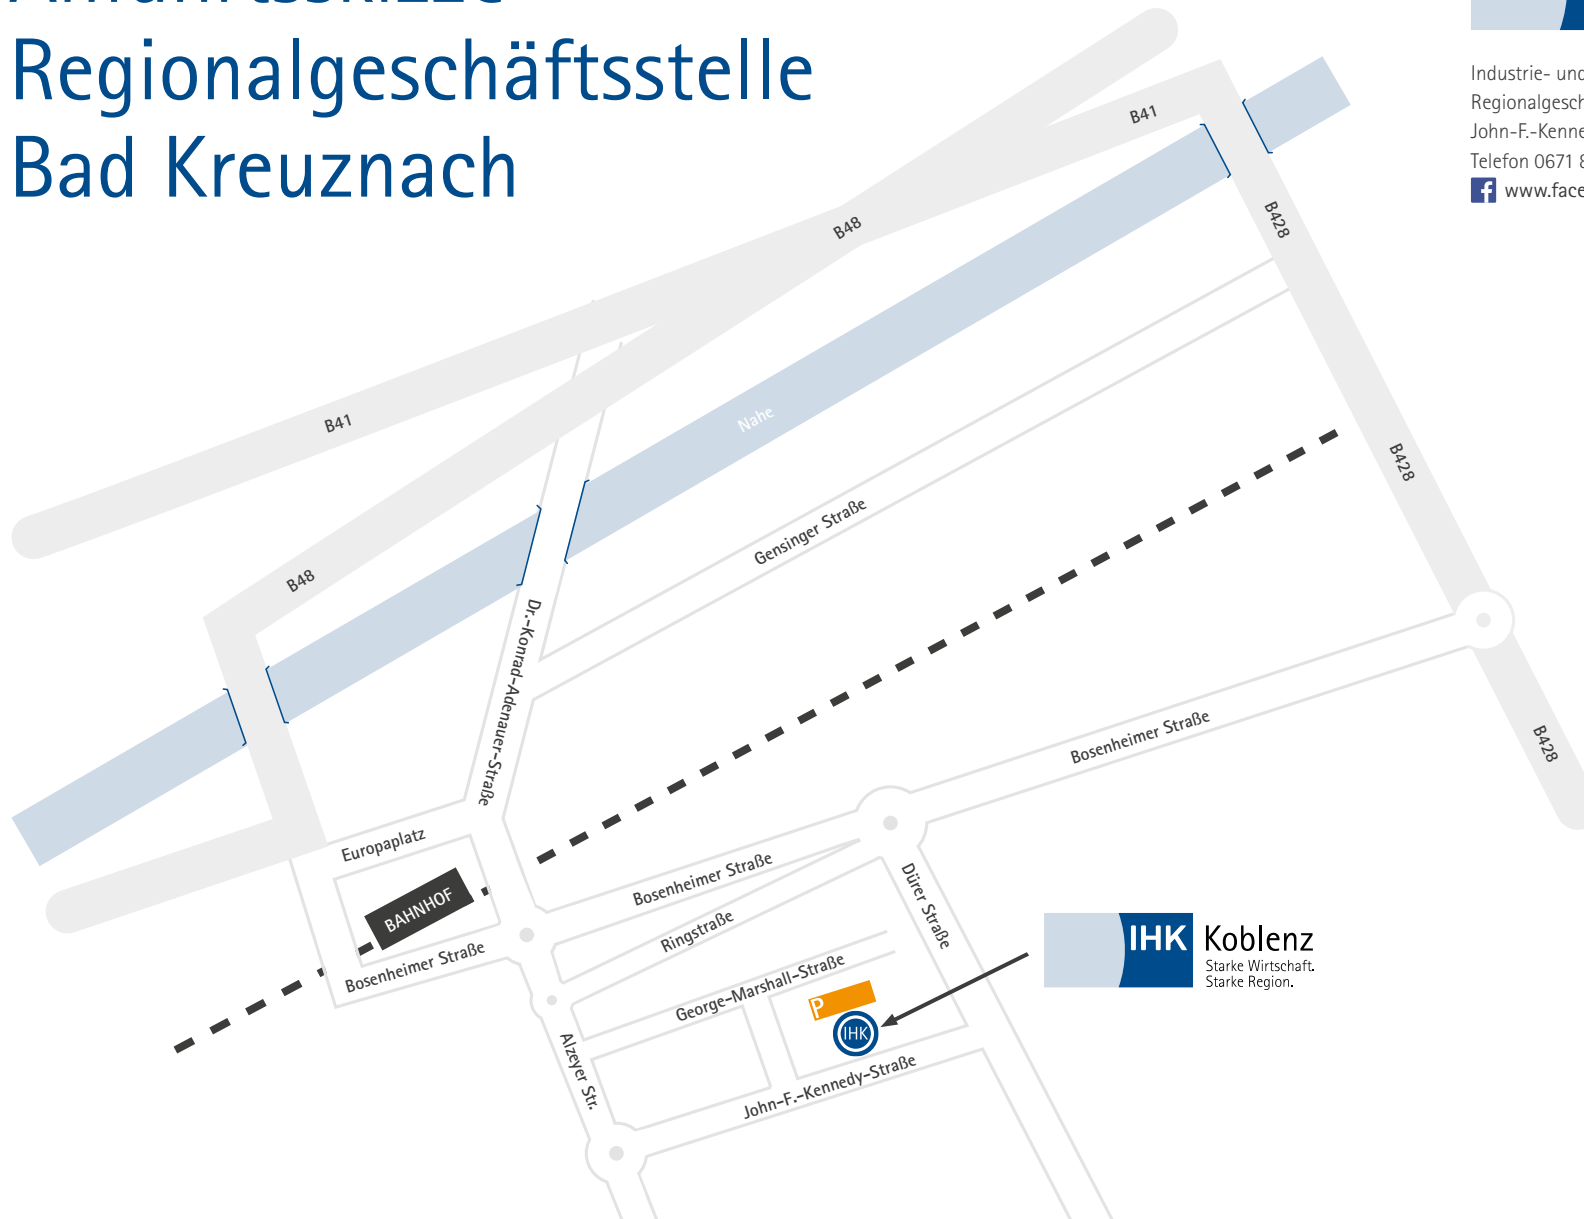 Anfahrtsskizze
Regionalgeschäftsstelle
Bad Kreuznach
Industrie- und
John-F.-Kenne
Telefon 0671 8
www.face
B41
B48
B428
B41
Nahe
B428
Gensinger Straße
B48
Dr.-Konrad-Adenauer-Straße
Bosenheimer Straße
B428
Europaplatz
BAHNHOF
Bosenheimer Straße
Ringstraße
Dürer Straße
Bosenheimer Straße
George-Marshall-Straße
P
IHK
IHK Koblenz
Starke Wirtschaft.
Starke Region.
Alzeyer Str.
John-F.-Kennedy-Straße